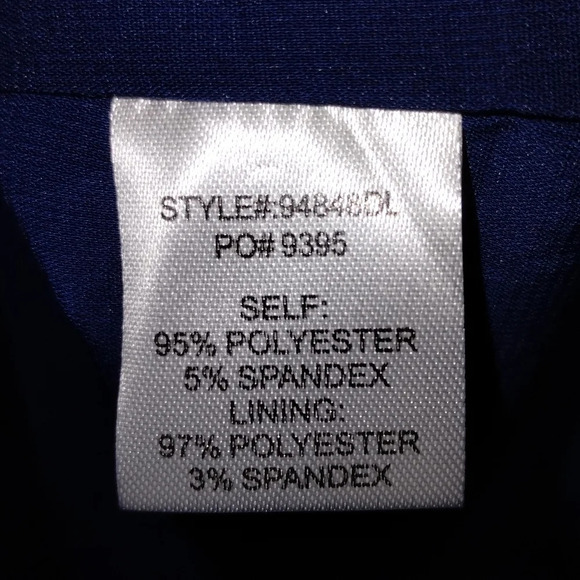 STYLE#:94848DL
PO# 9395
SELF:
95% POLYESTER
5% SPANDEX
LINING:
97% POLYESTER
3% SPANDEX